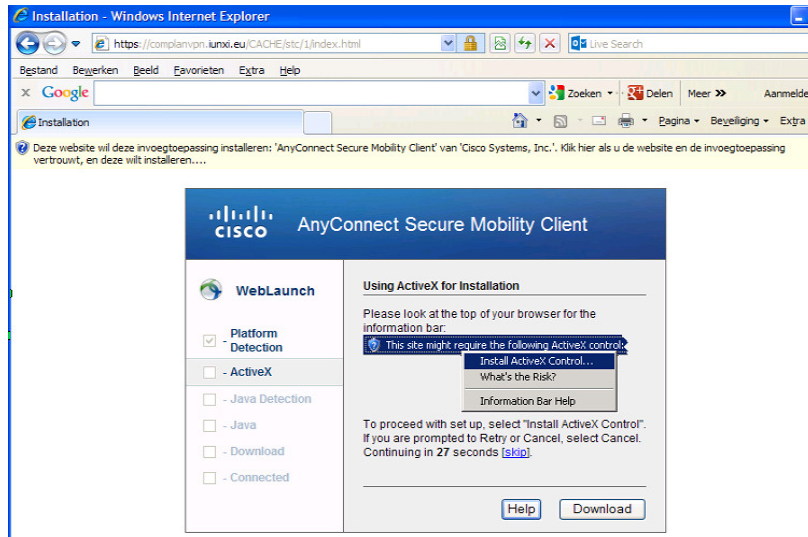 Installation - Windows Internet Explorer
https://complanvpn.iunxi.eu/CACHE/stc/1/index.html
Live Search
Bestand Bewerken Beeld Favorieten Extra Help
x Google Zoeken Delen Meer >> Aanmelde
Installation Pagina Beveiliging Extra
Deze website wil deze invoegtoepassing installeren: 'AnyConnect Secure Mobility Client' van 'Cisco Systems, Inc.'. Klik hier als u de website en de invoegtoepassing
vertrouwt, en deze wilt installeren....
CISCO AnyConnect Secure Mobility Client
WebLaunch
- Platform
Detection
- ActiveX
- Java Detection
- Java
- Download
- Connected
Using ActiveX for Installation
Please look at the top of your browser for the
information bar:
This site might require the following ActiveX control:
Install ActiveX Control...
What's the Risk?
Information Bar Help
To proceed with set up, select "Install ActiveX Control".
If you are prompted to Retry or Cancel, select Cancel.
Continuing in 27 seconds [skip].
Help Download